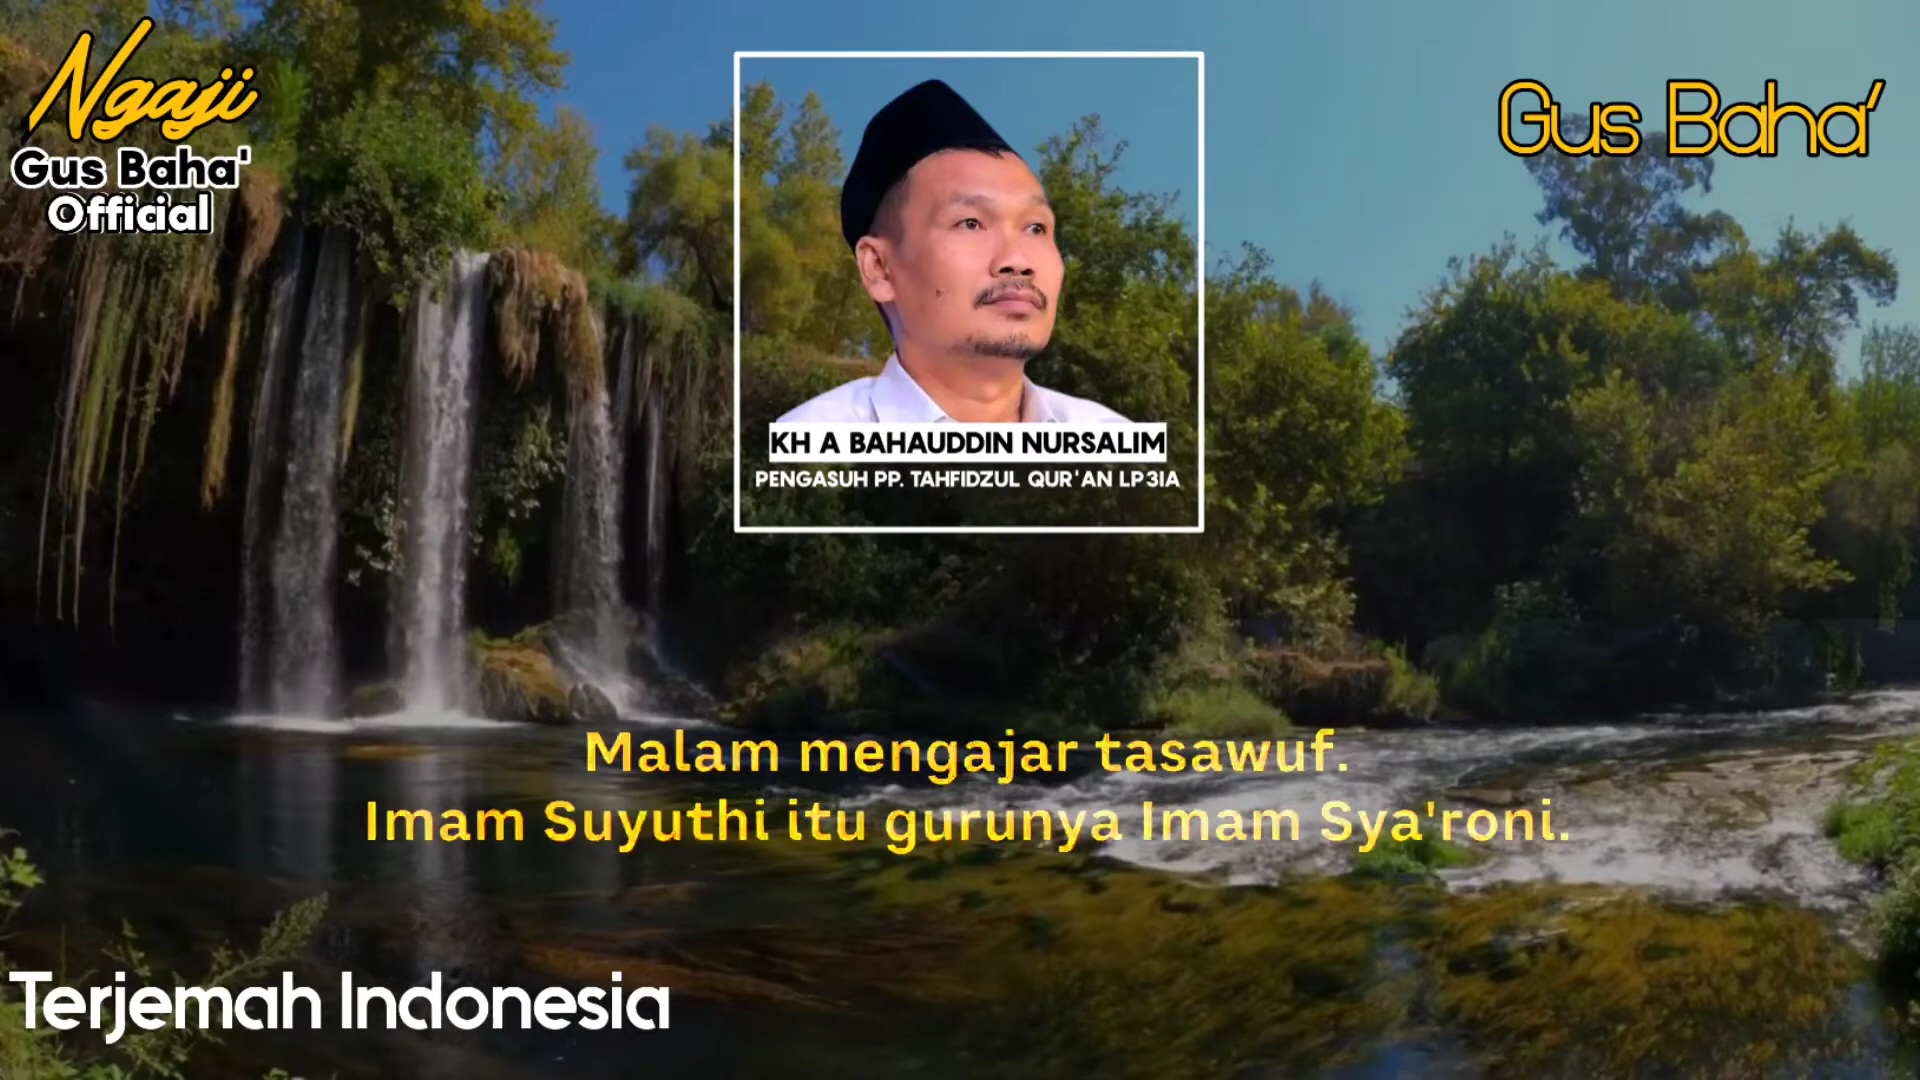 Ngaji
Gus Baha'
Official
Gus Baha'
KH A BAHAUDDIN NURSALIM
PENGASUH PP. TAHFIDZUL QUR'AN LP3IA
Malam mengajar tasawuf.
Imam Suyuthi itu gurunya Imam Sya'roni.
Terjemah Indonesia